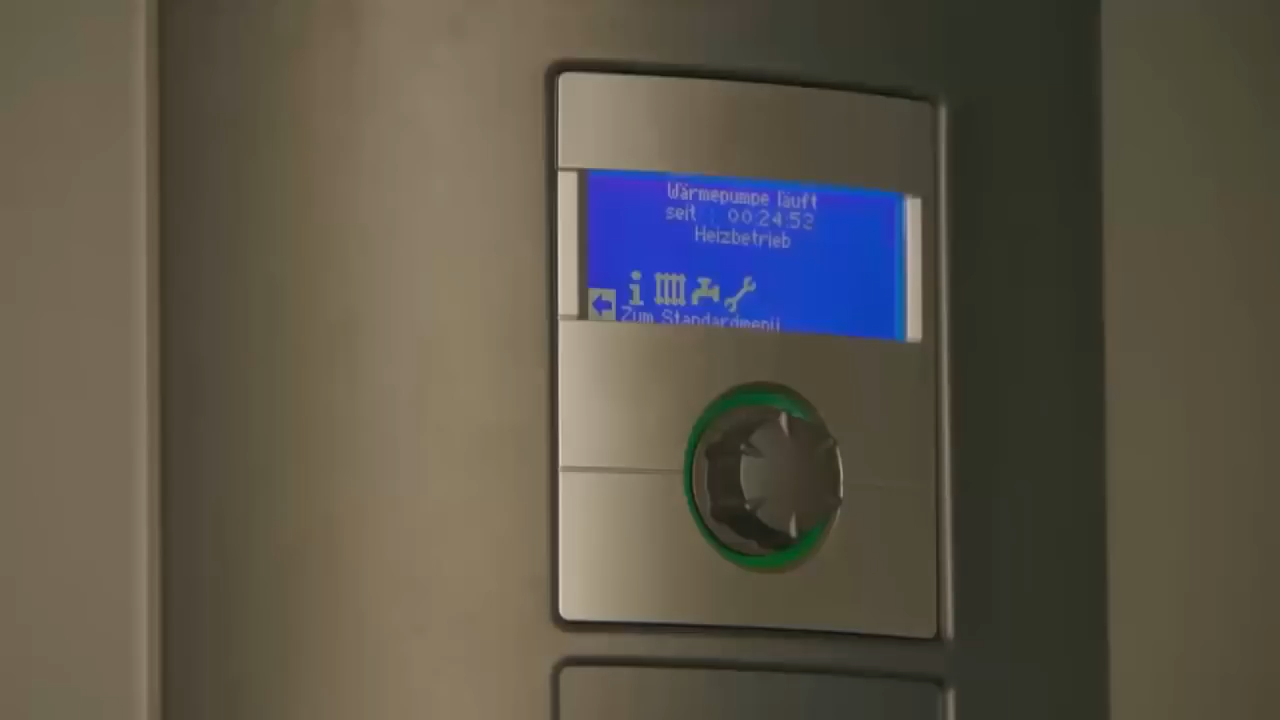 Wärmepumpe läuft
seit : 00:24:52
Heizbetrieb
Zum Standardmenü